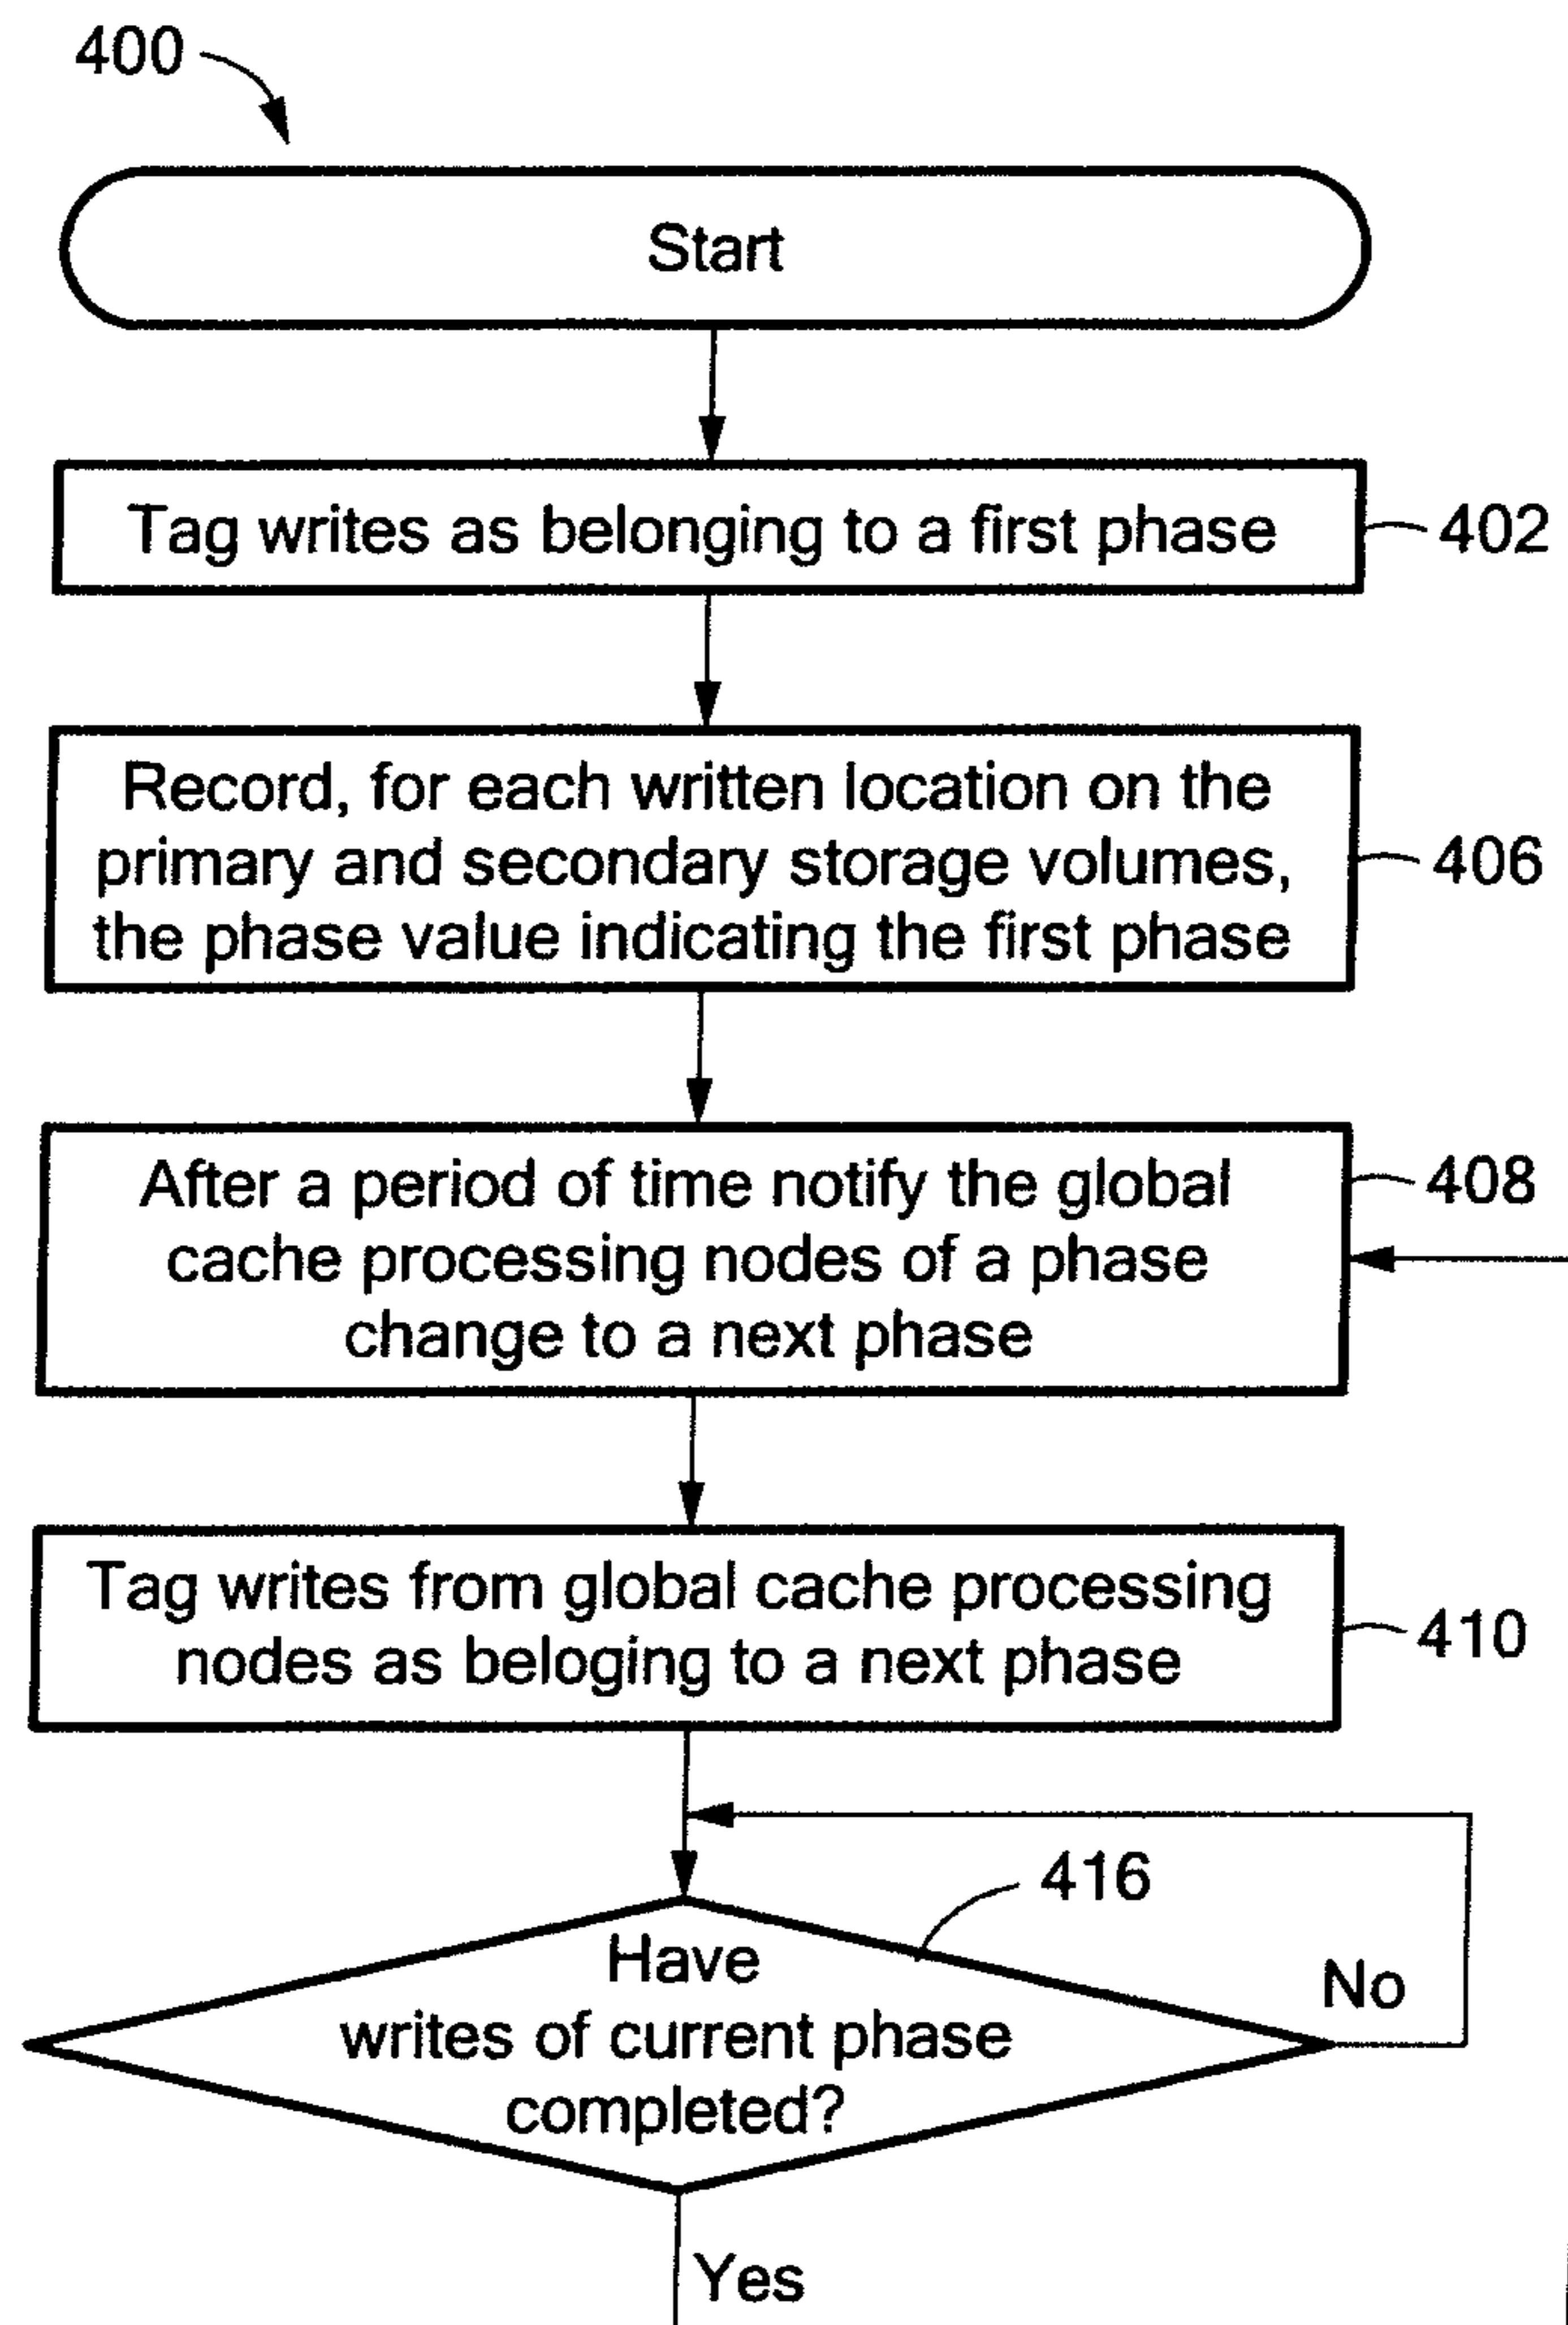 400
Start
Tag writes as belonging to a first phase
402
Record, for each written location on the
primary and secondary storage volumes,
the phase value indicating the first phase
406
After a period of time notify the global
cache processing nodes of a phase
change to a next phase
408
Tag writes from global cache processing
nodes as beloging to a next phase
410
416
Have
writes of current phase
completed?
No
Yes